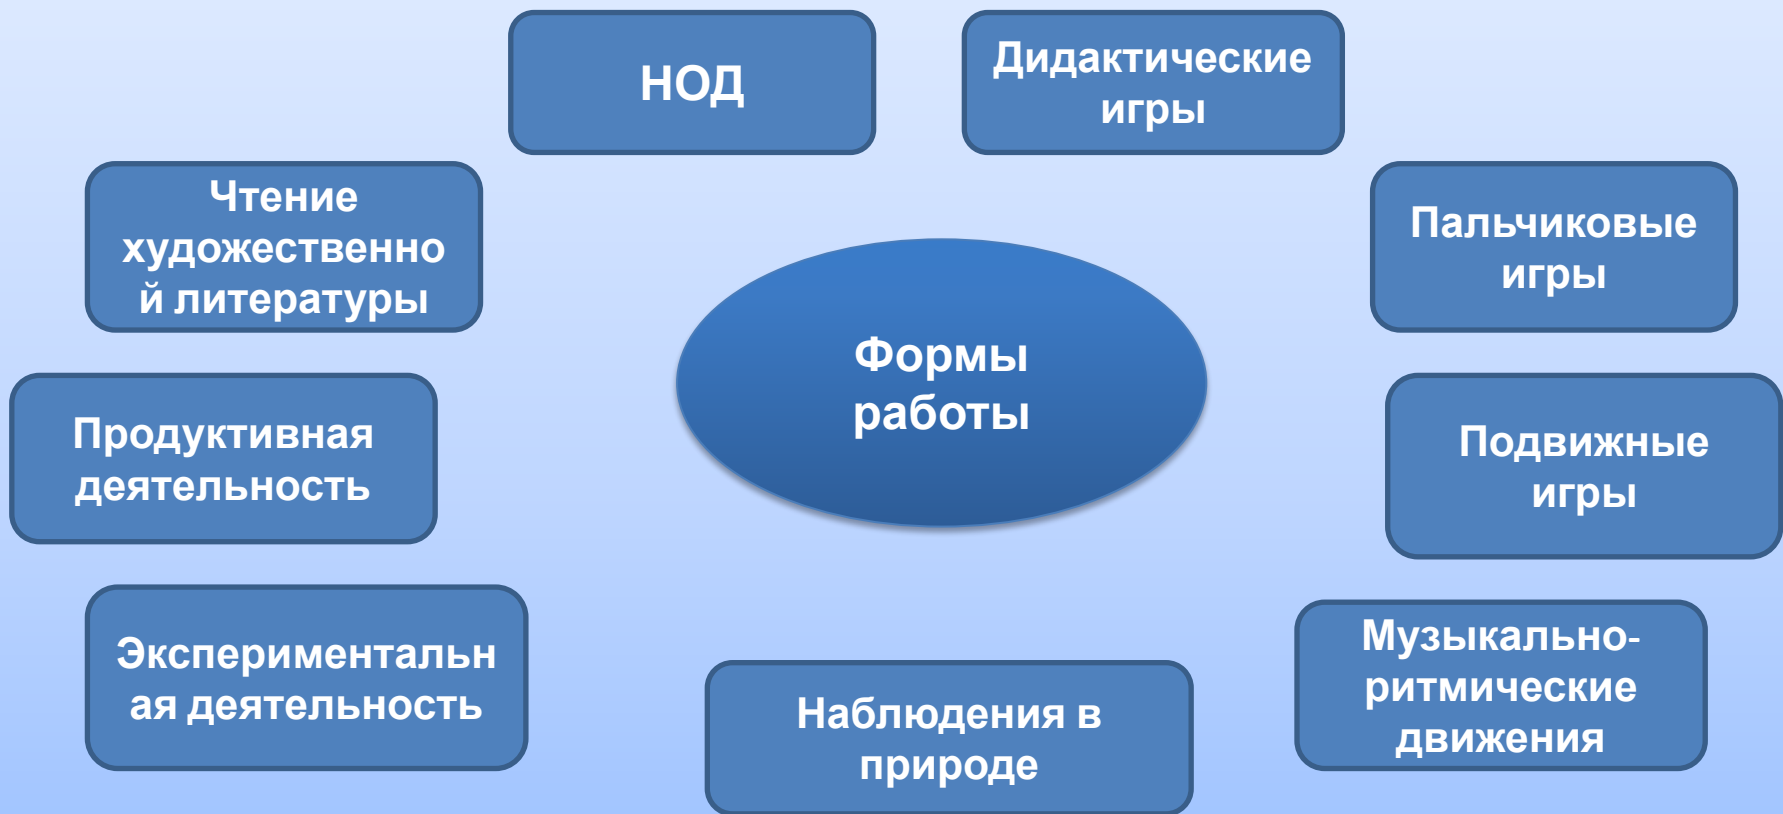 НОД
Дидактические
игры
Чтение
художественно
й литературы
Пальчиковые
игры
Формы
работы
Продуктивная
деятельность
Подвижные
игры
Экспериментальн
ая деятельность
Музыкально-
ритмические
движения
Наблюдения в
природе